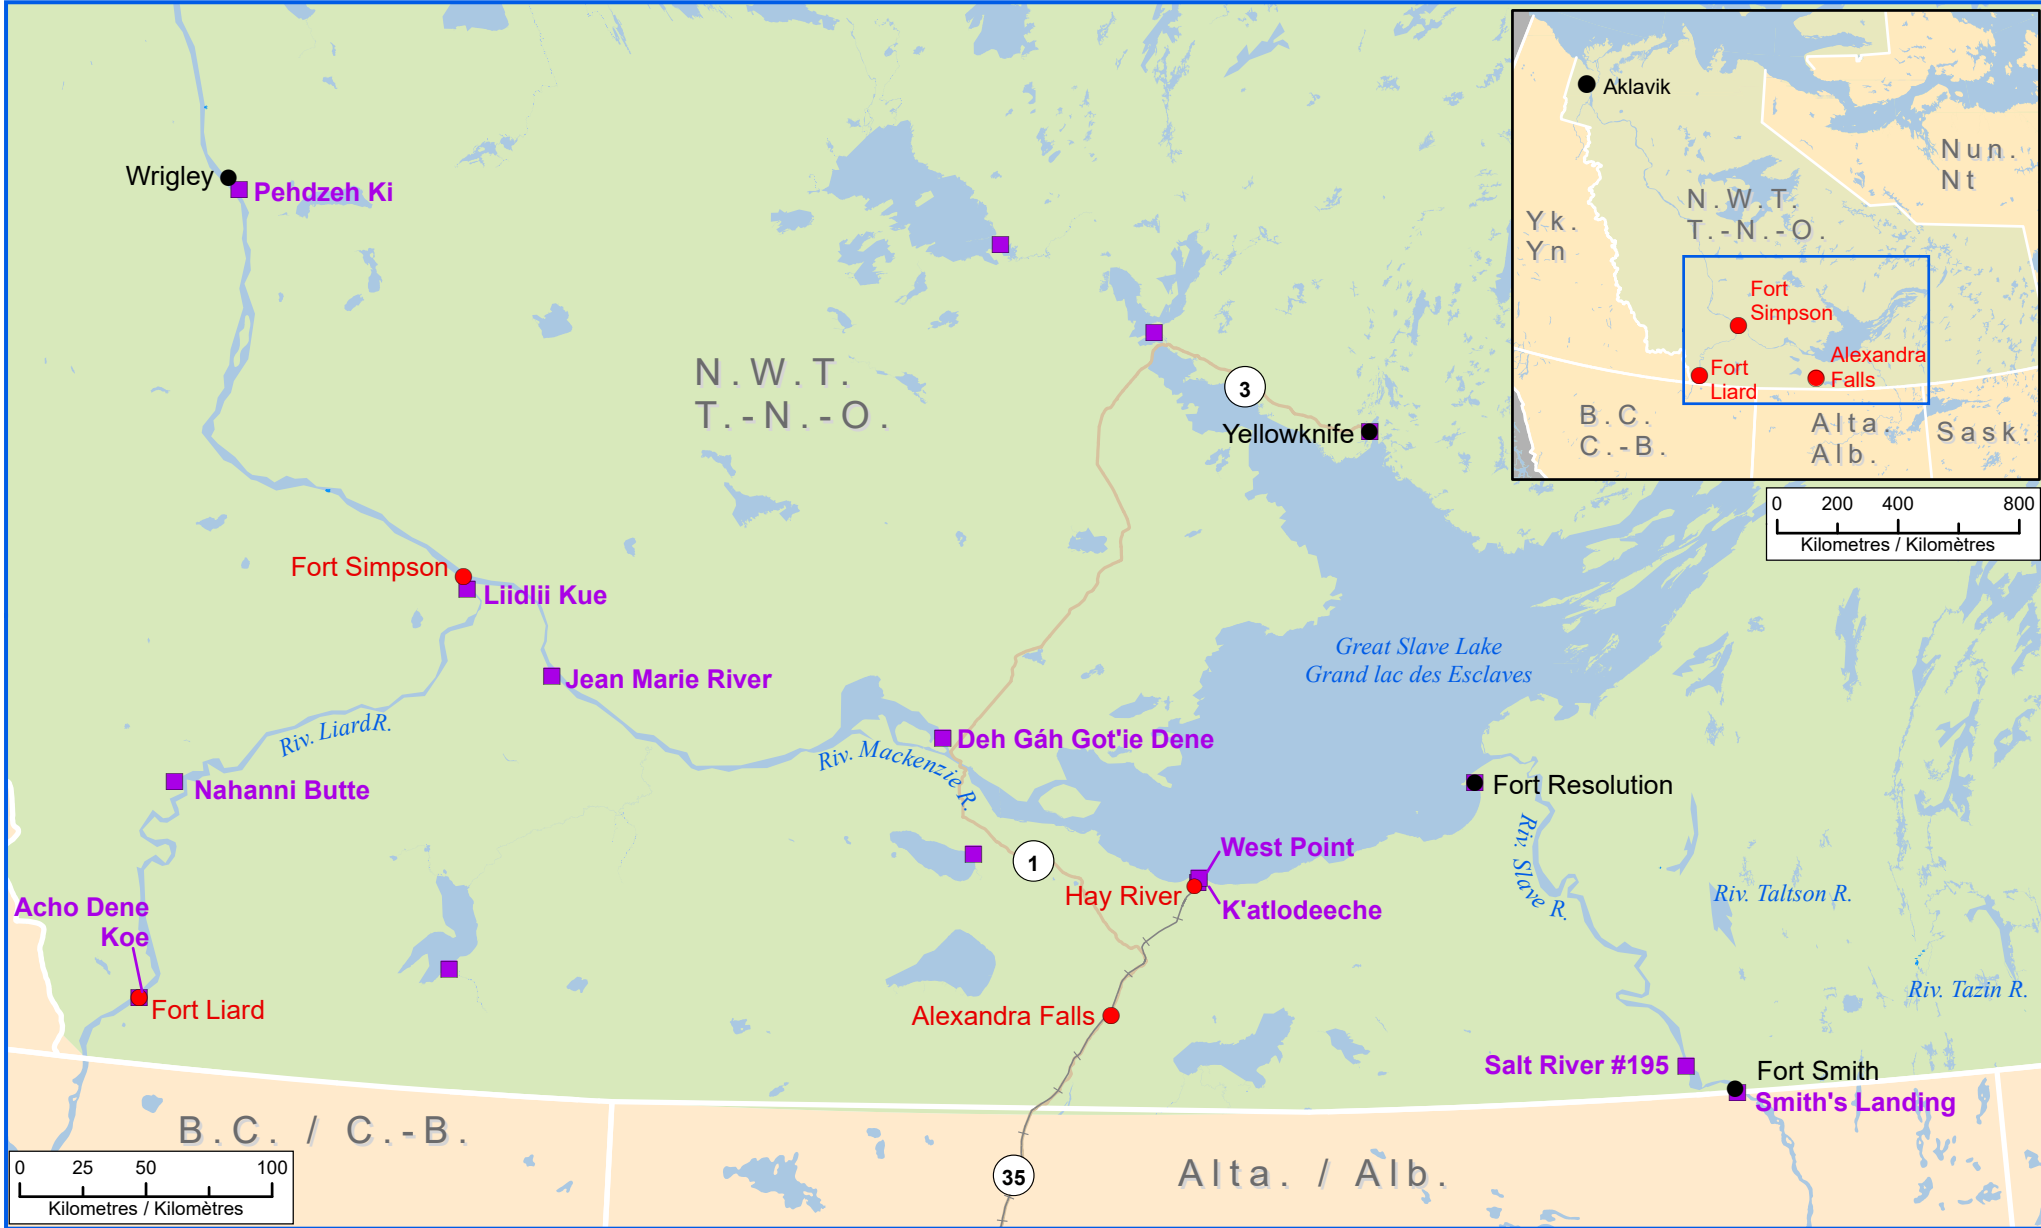 Wrigley
Pehdzeh Ki
N.W.T.
T.-N.-O.
3
Yellowknife
Fort Simpson
Liidlii Kue
Jean Marie River
Great Slave Lake
Grand lac des Esclaves
Riv. Liard R.
Nahanni Butte
Deh Gáh Got'ie Dene
Riv. Mackenzie R.
Fort Resolution
Riv. Slave R.
West Point
1
Hay River
K'atlodeeche
Riv. Taltson R.
Acho Dene
Koe
Fort Liard
Alexandra Falls
Riv. Tazin R.
Salt River #195
Fort Smith
Smith's Landing
B.C. / C.-B.
Alta. / Alb.
35
0 25 50 100
Kilometres / Kilomètres
Aklavik
Nun.
Nt
N.W.T.
T.-N.-O.
Yk.
Yn
Fort
Simpson
Alexandra
Falls
Fort
Liard
B.C.
C.-B.
Alta.
Alb.
Sask.
0 200 400 800
Kilometres / Kilomètres